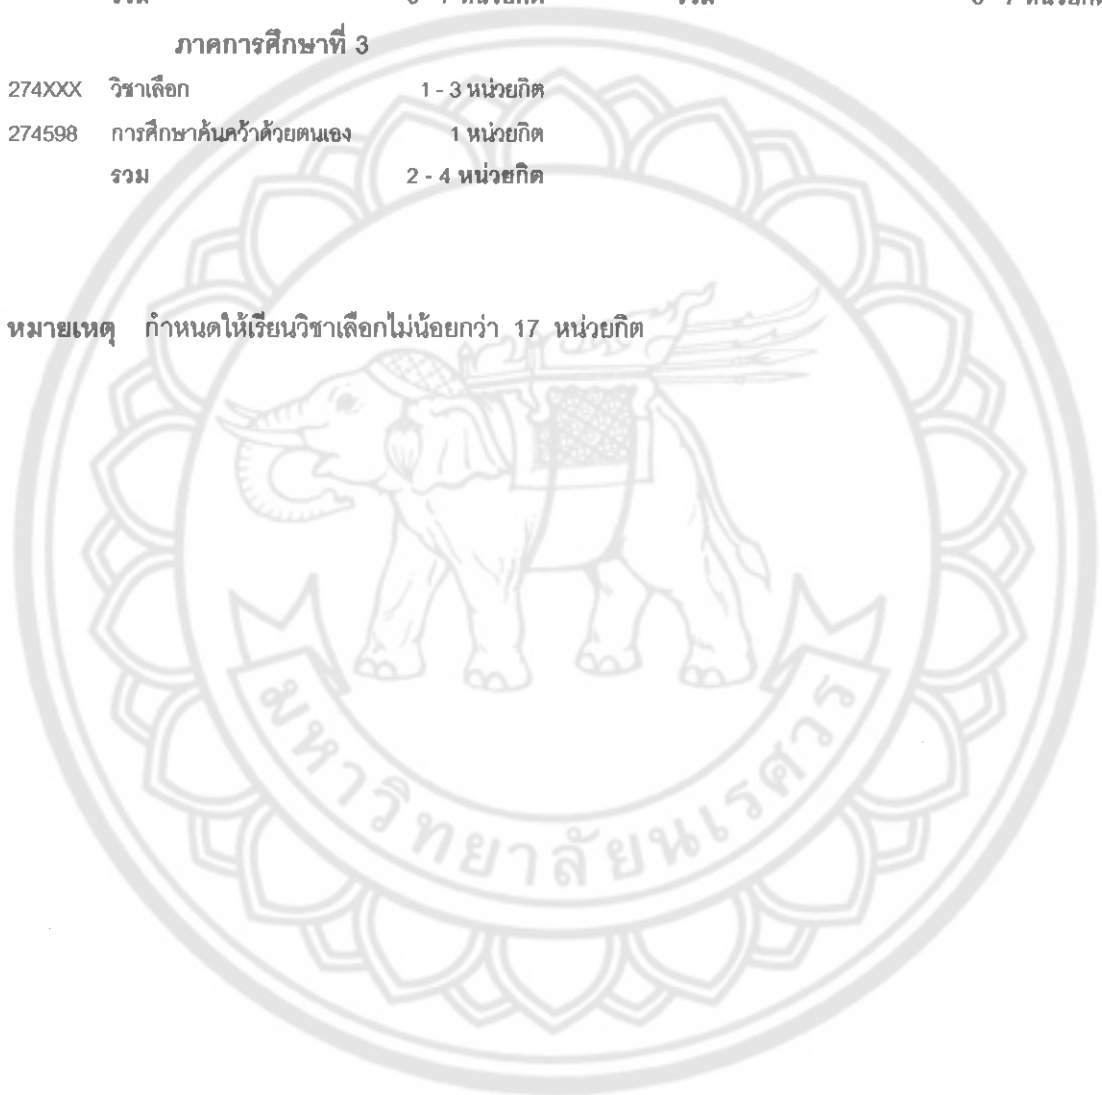 ภาคการศึกษาที่ 3
274XXX วิชาเลือก 1 - 3 หน่วยกิต
274598 การศึกษาค้นคว้าด้วยตนเอง 1 หน่วยกิต
รวม 2 - 4 หน่วยกิต
หมายเหตุ กำหนดให้เรียนวิชาเลือกไม่น้อยกว่า 17 หน่วยกิต
มหาวิทยาลัยนเรศวร